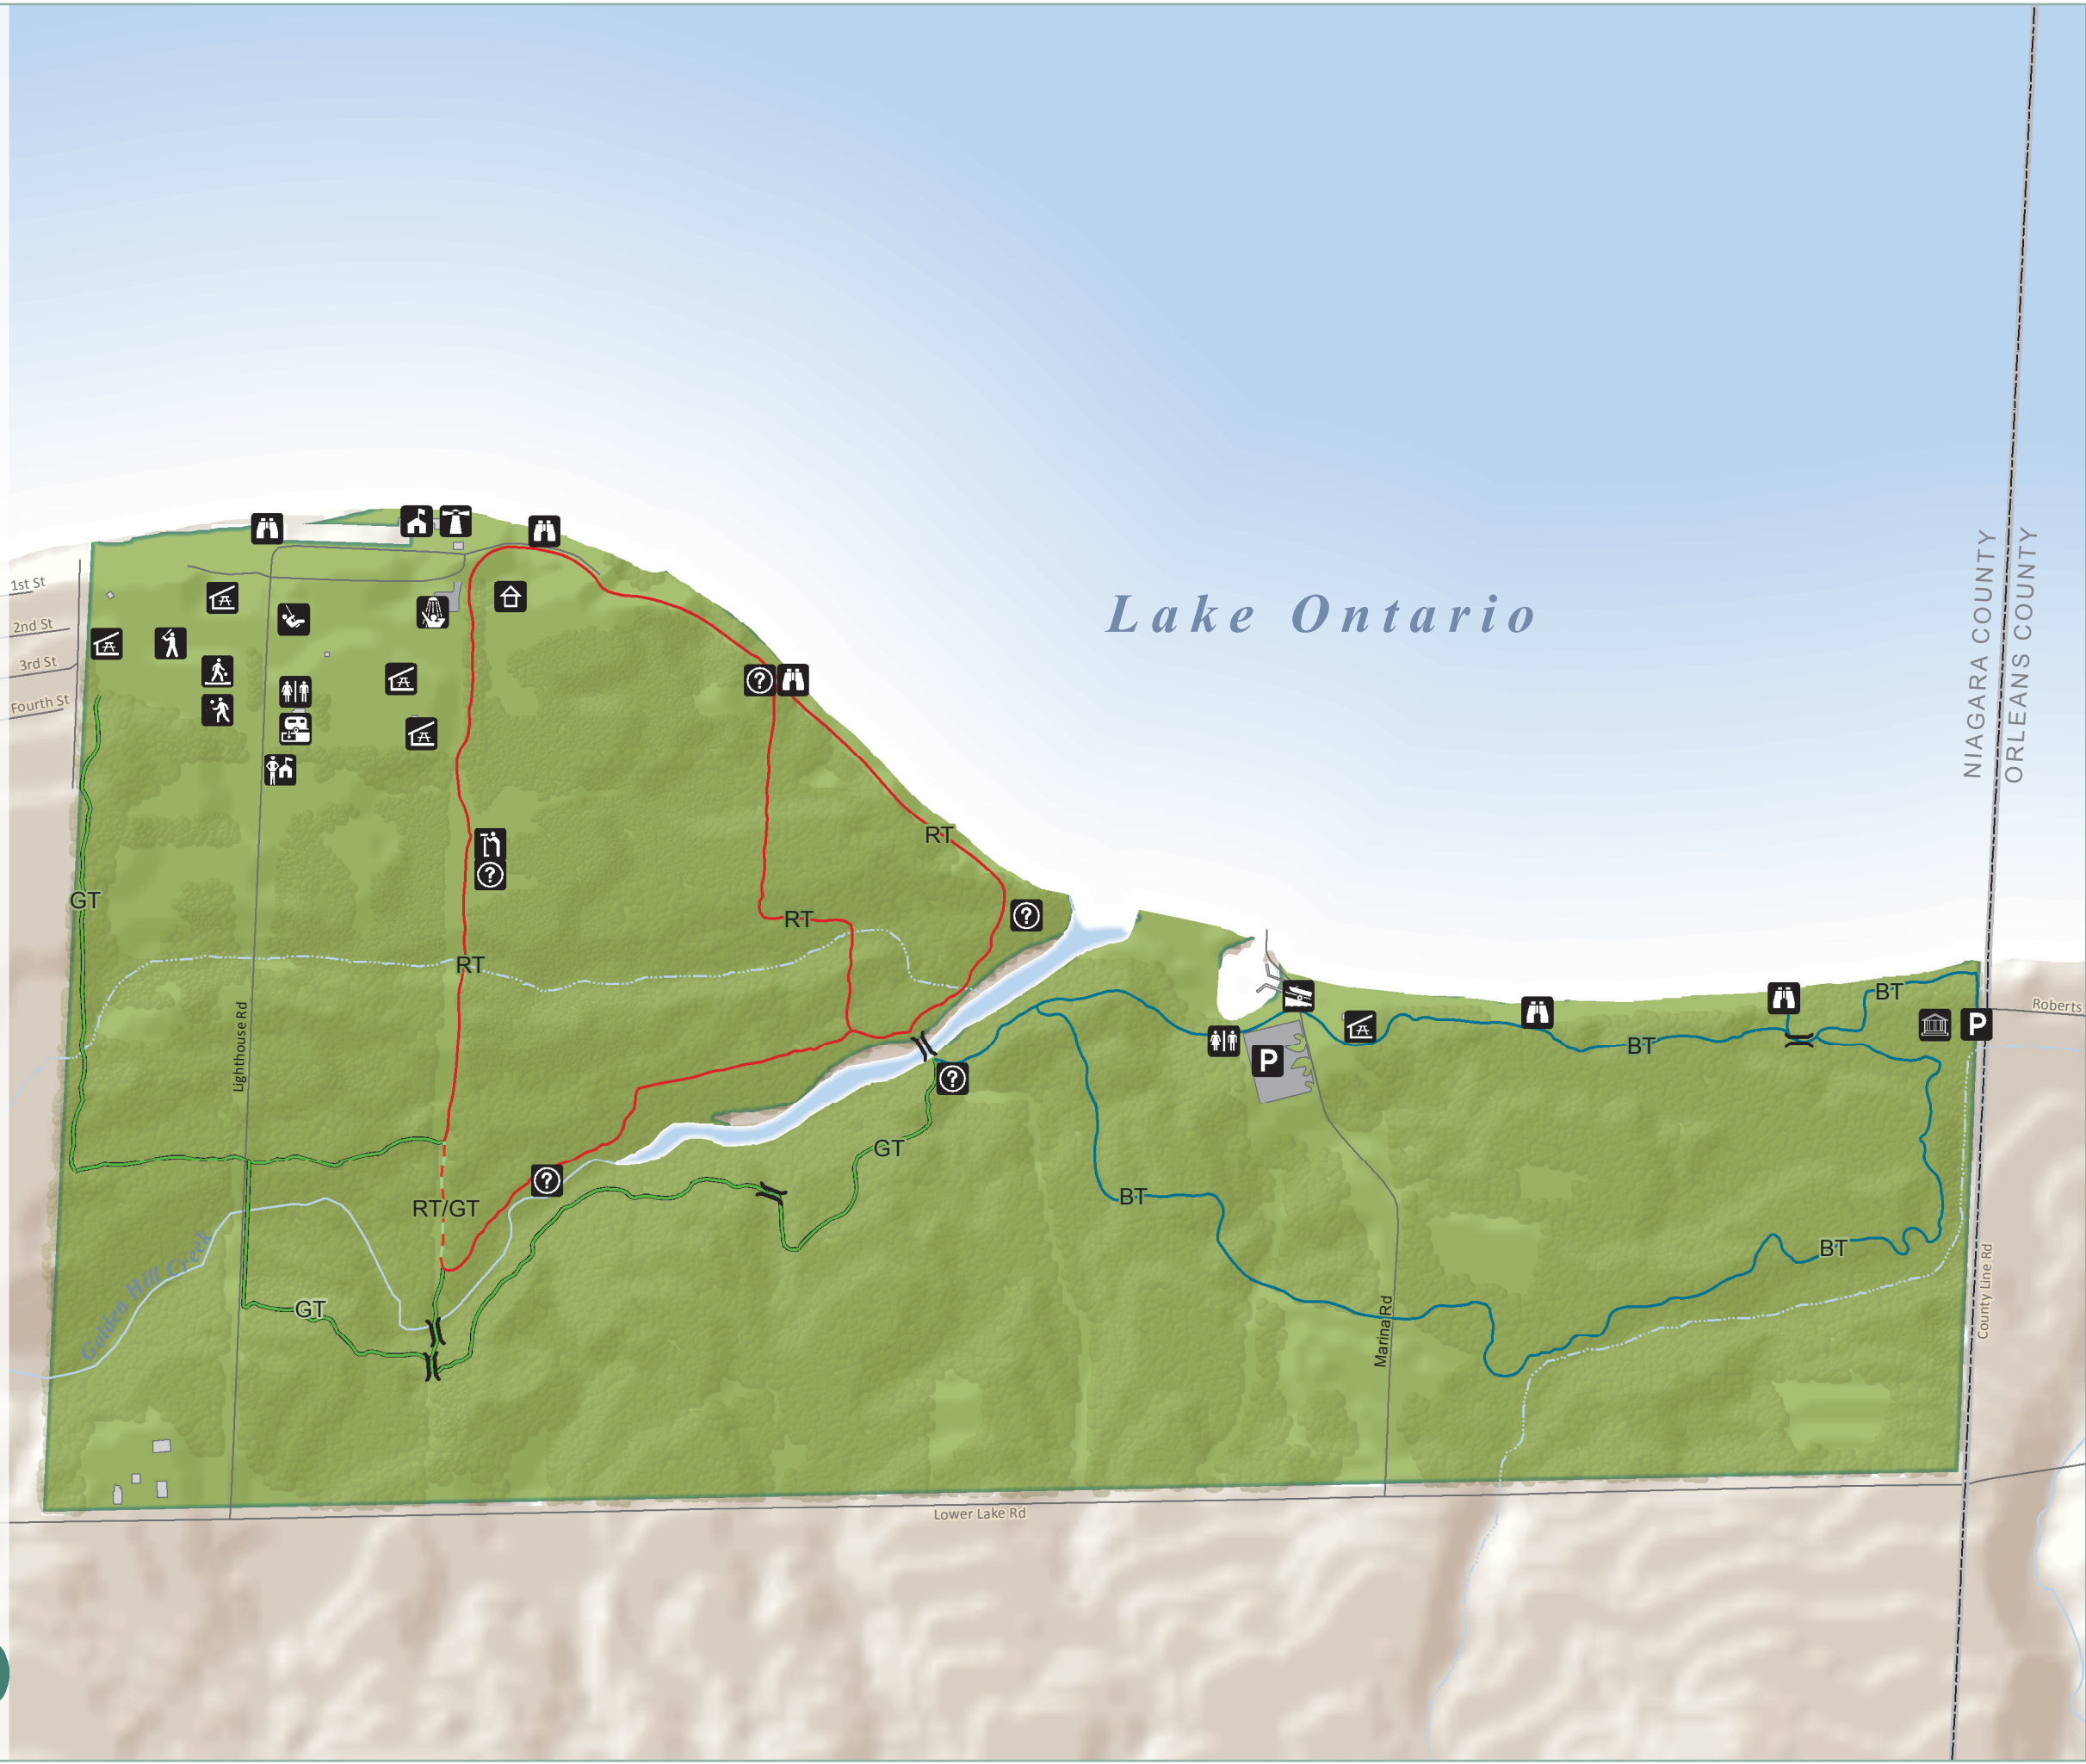 Lake Ontario
NIAGARA COUNTY
ORLEANS COUNTY
1st St
2nd St
3rd St
Fourth St
RT
GT
RT
RT
BT
Roberts
P
P
BT
Lighthouse Rd
GT
BT
RT/GT
BT
Golden Hill Creek
GT
Marina Rd
County Line Rd
Lower Lake Rd
?
?
?
?
?